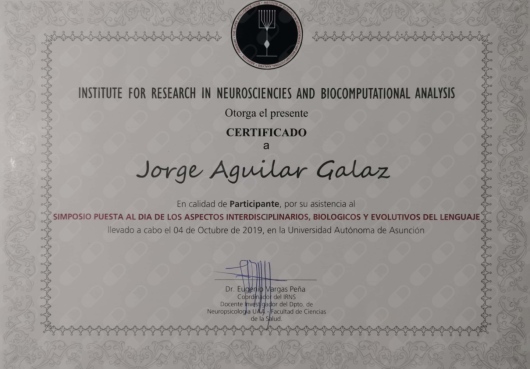 INSTITUTE FOR RESEARCH IN NEUROSCIENCIES AND BIOCOMPUTATIONAL ANALYSIS
Otorga el presente
CERTIFICADO
a
Jorge Aguilar Galaz
En calidad de Participante, por su asistencia al
SIMPOSIO PUESTA AL DIA DE LOS ASPECTOS INTERDISCIPLINARIOS, BIOLOGICOS Y EVOLUTIVOS DEL LENGUAJE
llevado a cabo el 04 de Octubre de 2019, en la Universidad Autónoma de Asunción
Dr. Eugenio Vargas Peña
Coordinador del IRNS
Docente Investigador del Dpto. de
Neuropsicología UAA - Facultad de Ciencias
de la Salud.